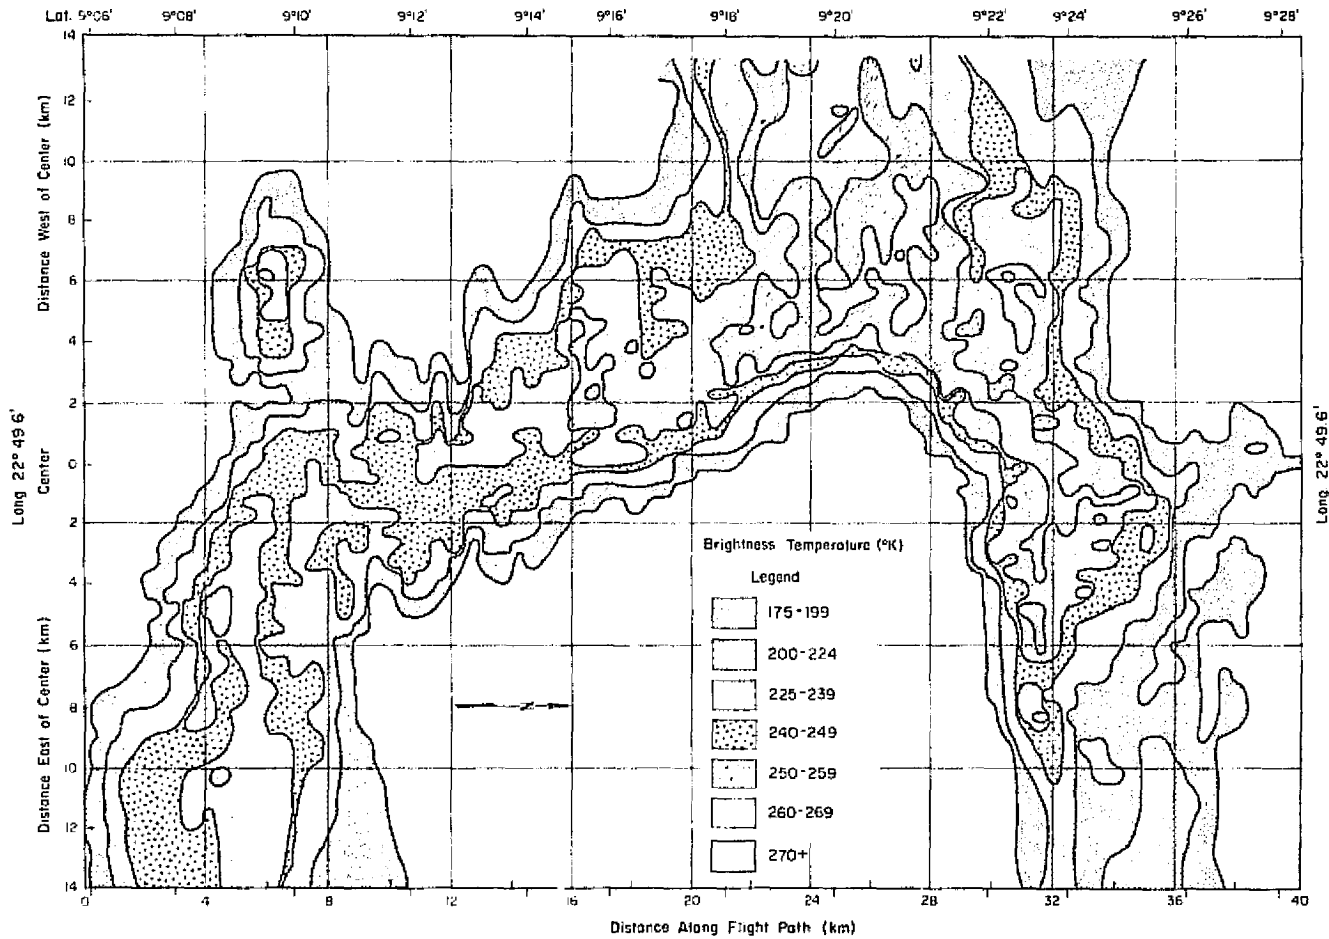 Lat. 9°06' 9°08' 9°10' 9°12' 9°14' 9°16' 9°18' 9°20' 9°22' 9°24' 9°26' 9°28'
14
12
10
8
6
4
2
0
2
4
6
8
10
12
14
Distance West of Center (km)
Center
Distance East of Center (km)
Long 22° 49.6'
Long 22° 49.6'
Brightness Temperature (°K)
Legend
175-199
200-224
225-239
240-249
250-259
260-269
270+
N
0 4 8 12 16 20 24 28 32 36 40
Distance Along Flight Path (km)